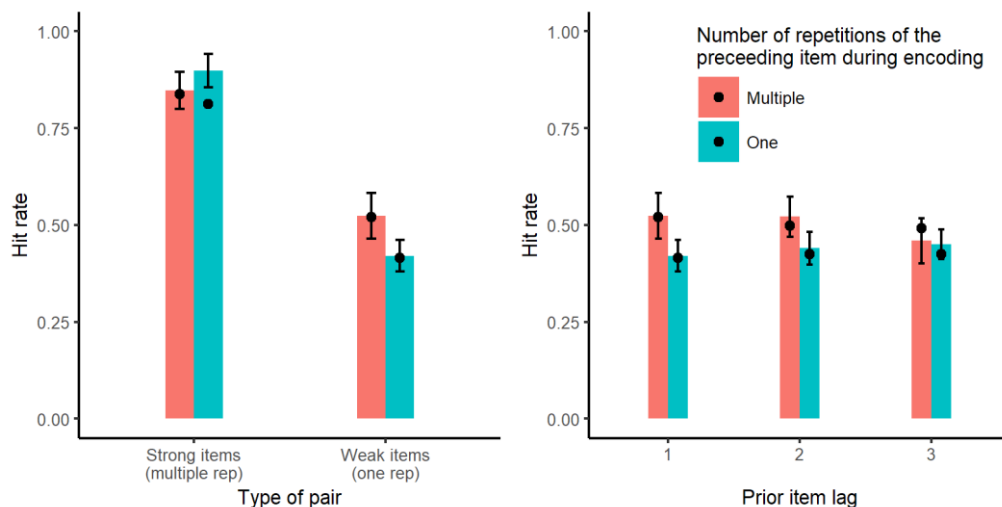 1.00
0.75
0.50
0.25
0.00
Hit rate
Strong items
(multiple rep)
Weak items
(one rep)
Type of pair
1.00
0.75
0.50
0.25
0.00
Hit rate
Number of repetitions of the
preceeding item during encoding
Multiple
One
1
2
3
Prior item lag